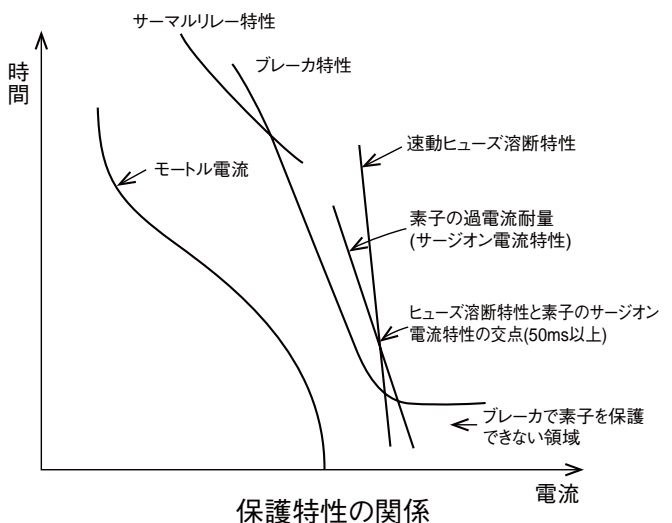 サーマルリレー特性
ブレーカ特性
時間
速動ヒューズ溶断特性
モートル電流
素子の過電流耐量
(サージオン電流特性)
ヒューズ溶断特性と素子のサージオン
電流特性の交点(50ms以上)
ブレーカで素子を保護
できない領域
電流
保護特性の関係